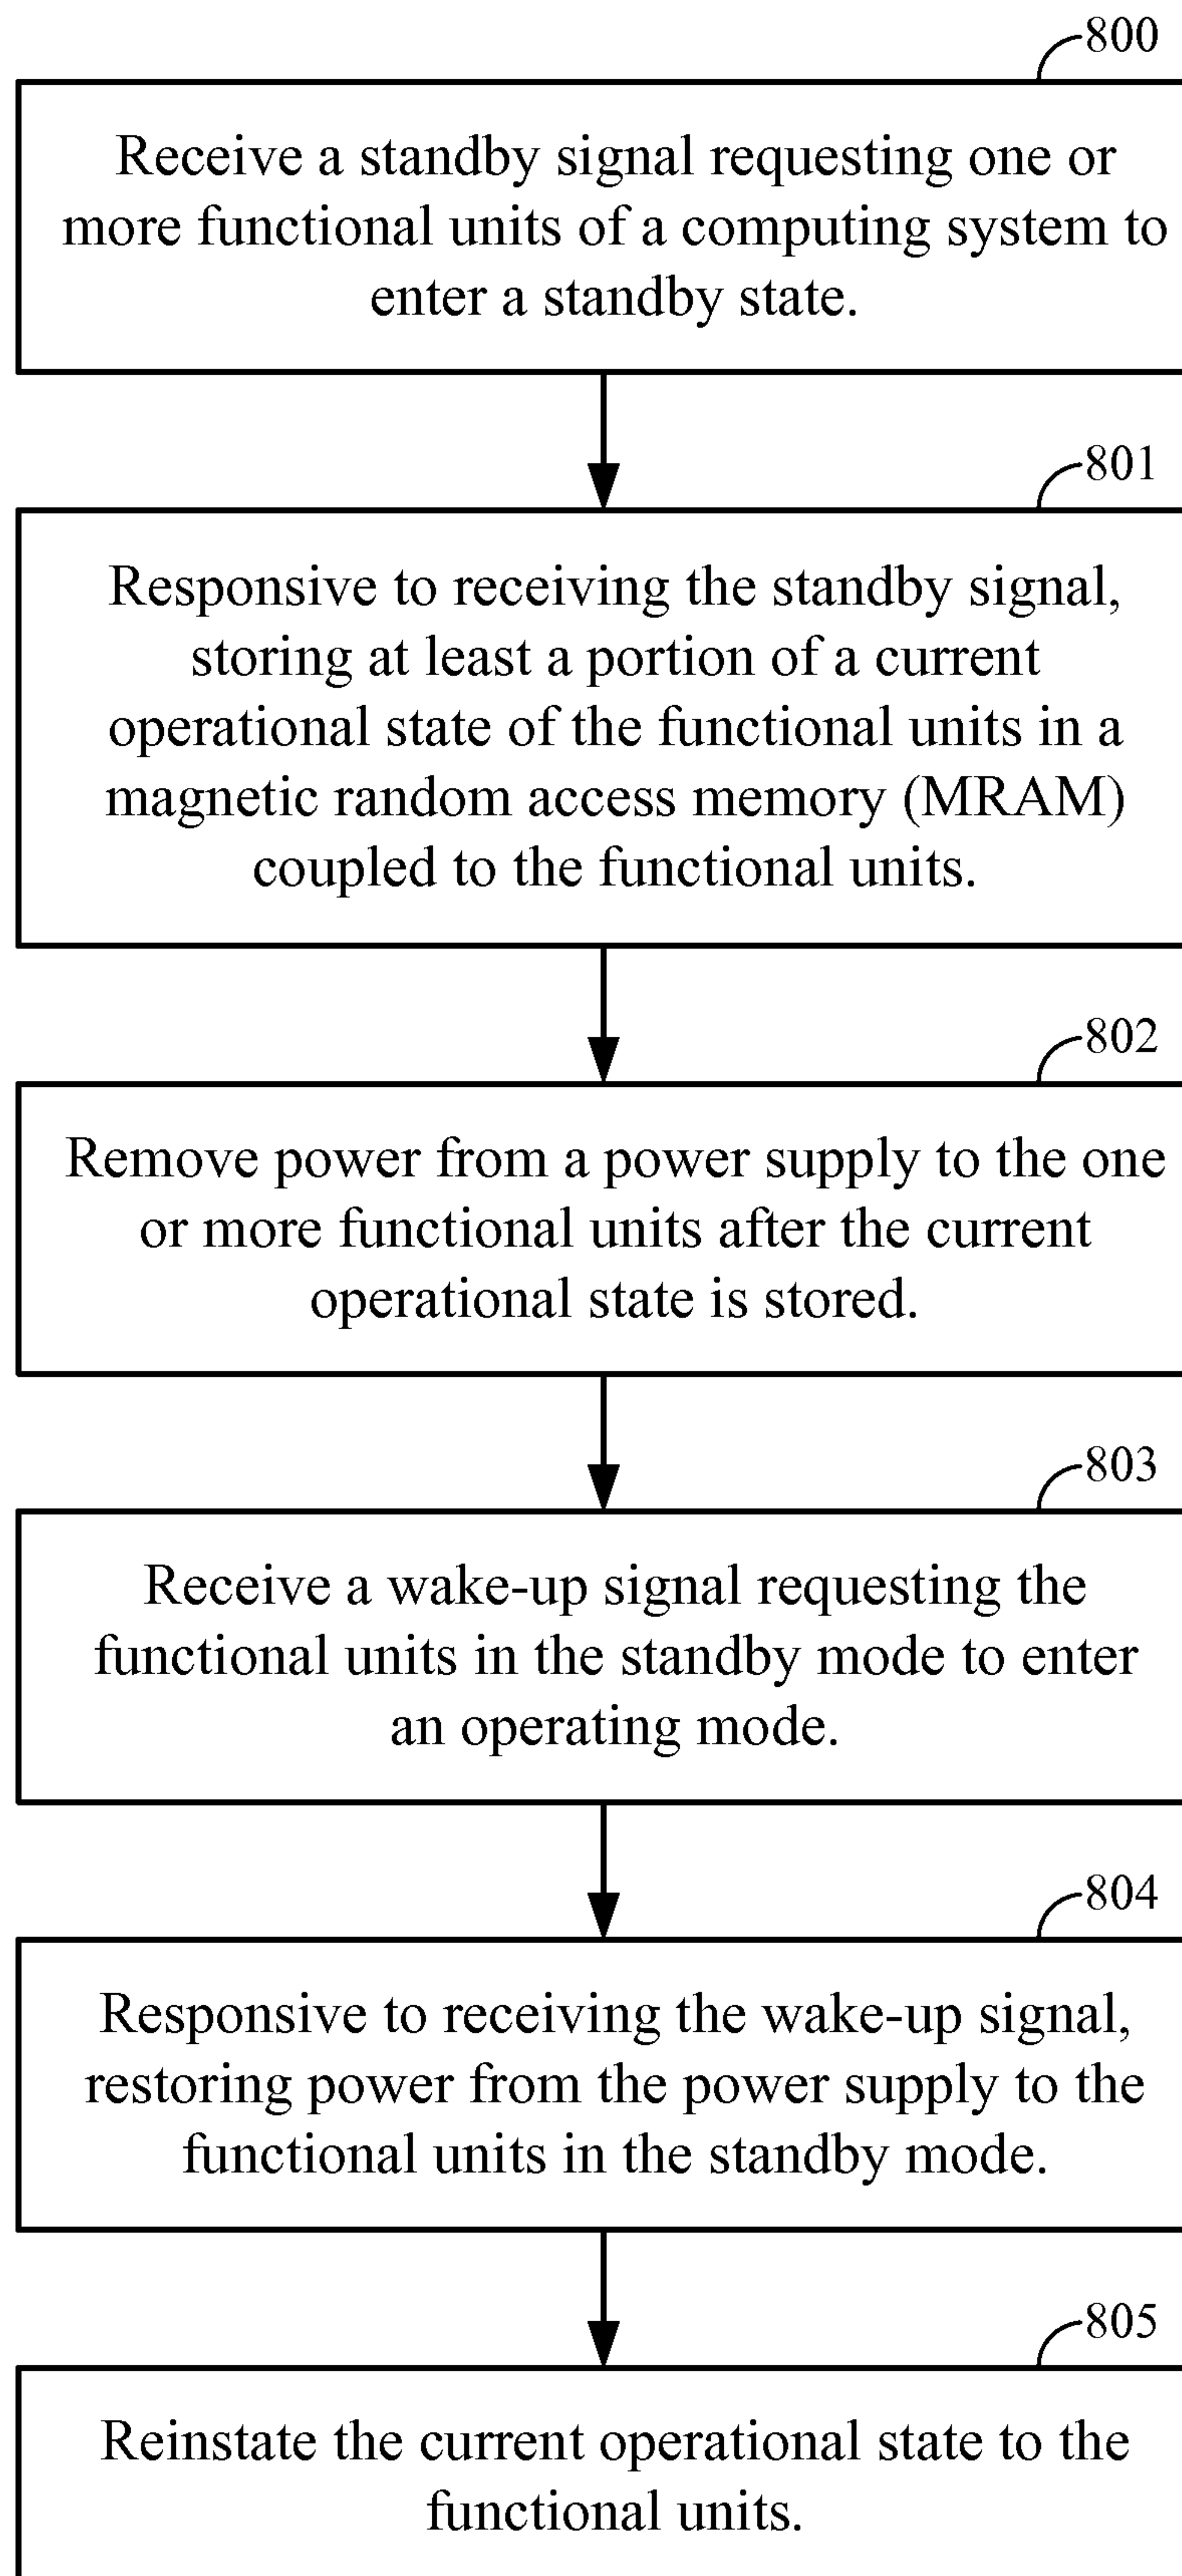 800
Receive a standby signal requesting one or
more functional units of a computing system to
enter a standby state.
801
Responsive to receiving the standby signal,
storing at least a portion of a current
operational state of the functional units in a
magnetic random access memory (MRAM)
coupled to the functional units.
802
Remove power from a power supply to the one
or more functional units after the current
operational state is stored.
803
Receive a wake-up signal requesting the
functional units in the standby mode to enter
an operating mode.
804
Responsive to receiving the wake-up signal,
restoring power from the power supply to the
functional units in the standby mode.
805
Reinstate the current operational state to the
functional units.